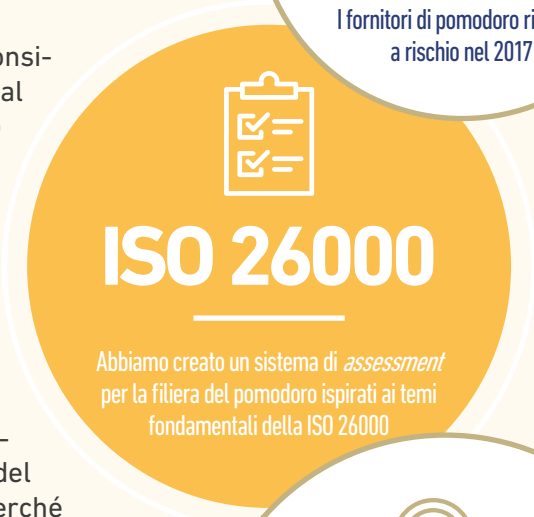 I fornitori di pomodoro ri
a rischio nel 2017
onsi-
al
ISO 26000
Abbiamo creato un sistema di assessment
per la filiera del pomodoro ispirati ai temi
fondamentali della ISO 26000
-
del
erché